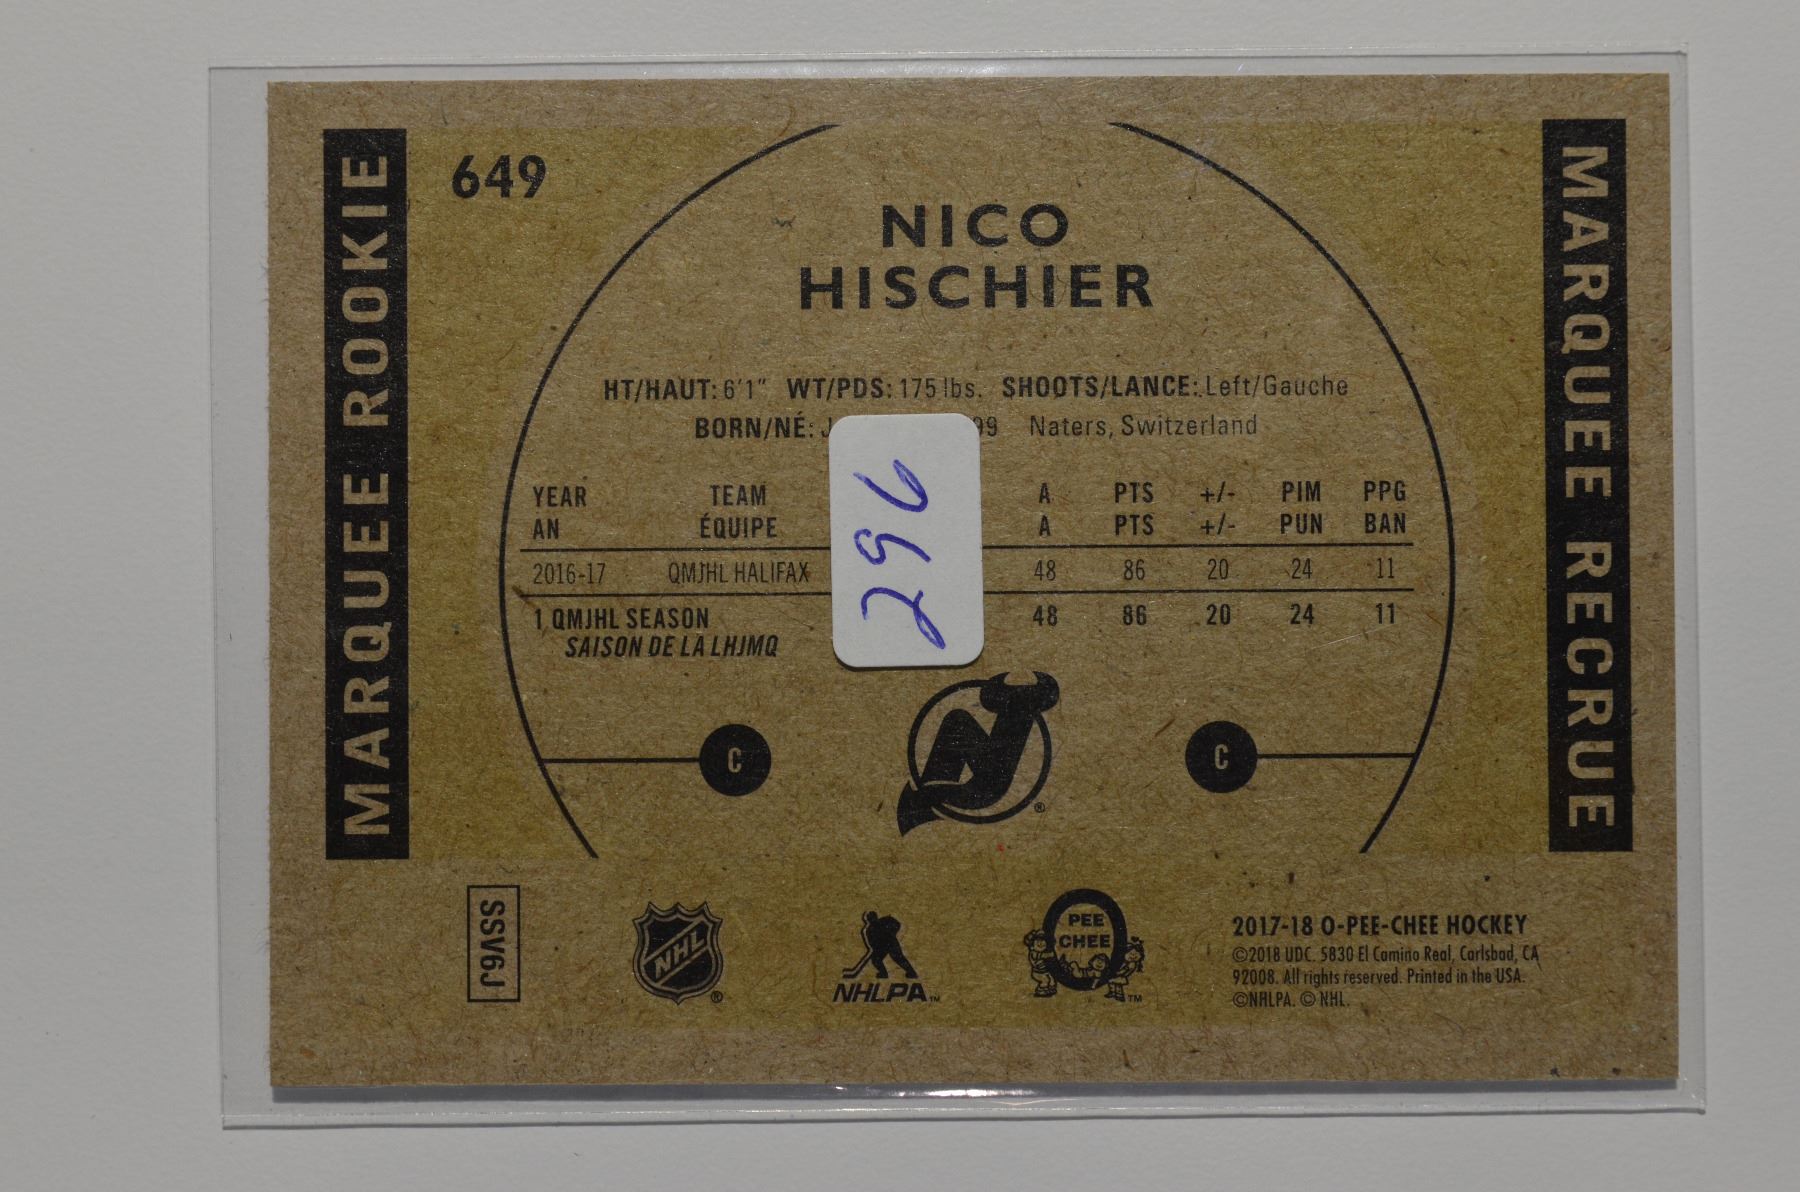 MARQUEE ROOKIE
649
NICO
HISCHIER
HT/HAUT: 6'1" WT/PDS: 175 lbs. SHOOTS/LANCE: Left/Gauche
BORN/NÉ: 99 Naters, Switzerland
YEAR TEAM A PTS +/- PIM PPG
AN ÉQUIPE A PTS +/- PUN BAN
2016-17 QMJHL HALIFAX 48 86 20 24 11
1 QMJHL SEASON 48 86 20 24 11
SAISON DE LA LHJMQ
296
C C
MARQUEE RECRUE
SSV6J
NHL
NHLPA
PEE
CHEE
2017-18 O-PEE-CHEE HOCKEY
©2018 UDC. 5830 El Camino Real, Carlsbad, CA
92008. All rights reserved. Printed in the USA.
©NHLPA. © NHL.